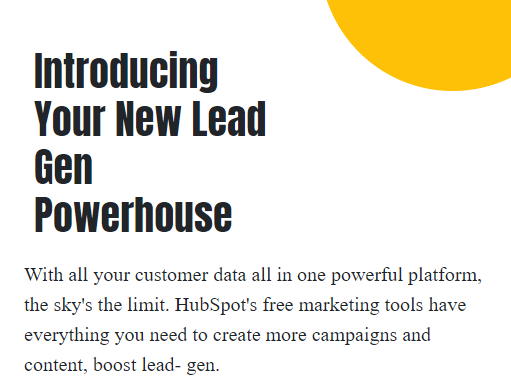 Introducing
Your New Lead
Gen
Powerhouse
With all your customer data all in one powerful platform,
the sky's the limit. HubSpot's free marketing tools have
everything you need to create more campaigns and
content, boost lead- gen.